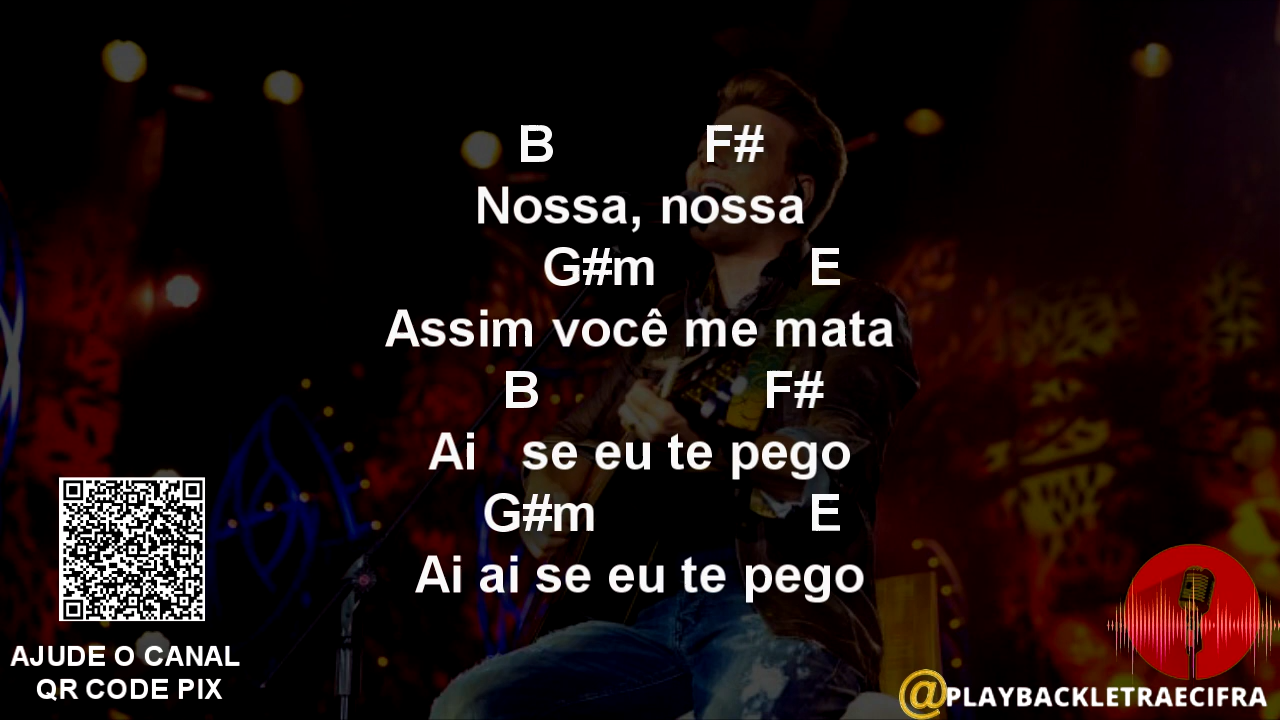 B F#
Nossa, nossa
G#m E
Assim você me mata
B F#
Ai se eu te pego
G#m E
Ai ai se eu te pego
AJUDE O CANAL
QR CODE PIX
@PLAYBACKLETRAECIFRA